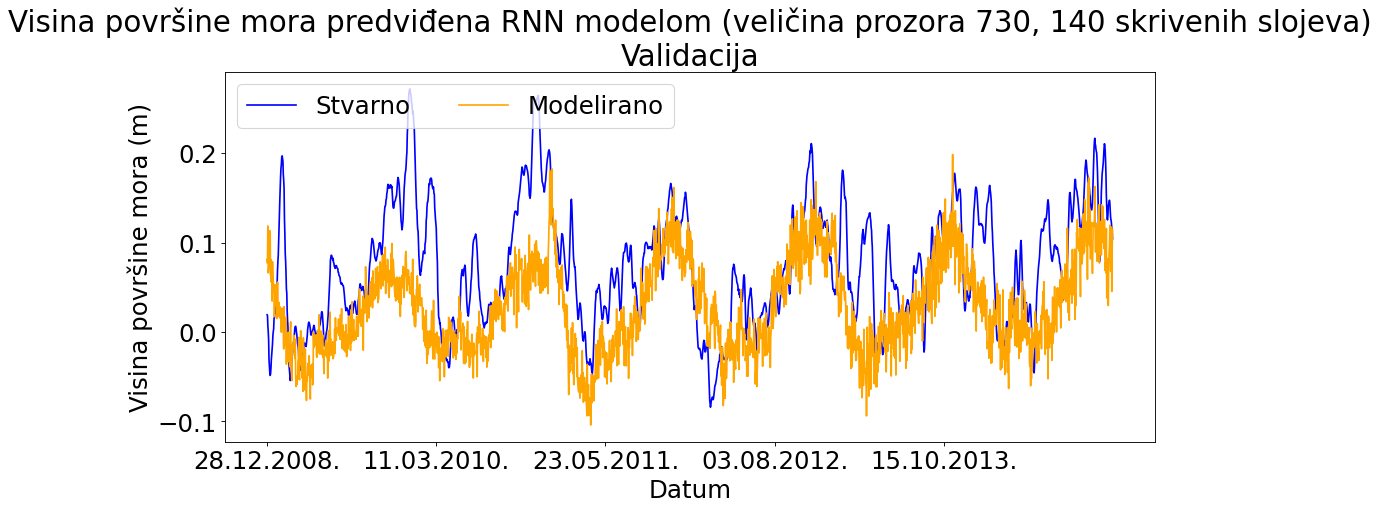 Visina površine mora predviđena RNN modelom (veličina prozora 730, 140 skrivenih slojeva)
Validacija
Stvarno Modelirano
Visina površine mora (m)
0.2
0.1
0.0
−0.1
28.12.2008. 11.03.2010. 23.05.2011. 03.08.2012. 15.10.2013.
Datum